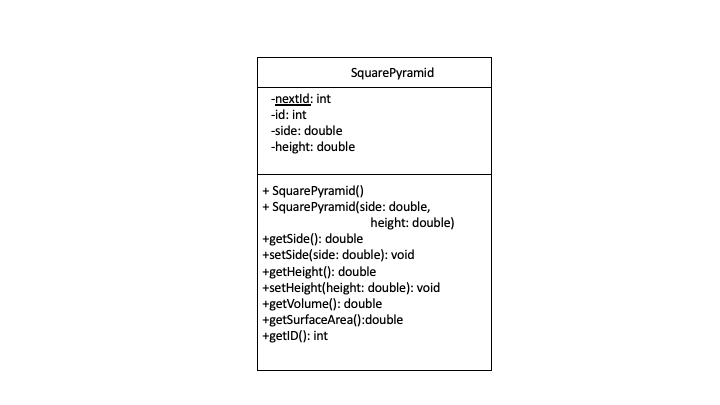 SquarePyramid
-nextId: int
-id: int
-side: double
-height: double
+ SquarePyramid()
+ SquarePyramid(side: double,
height: double)
+getSide(): double
+setSide(side: double): void
+getHeight(): double
+setHeight(height: double): void
+getVolume(): double
+getSurfaceArea():double
+getID(): int